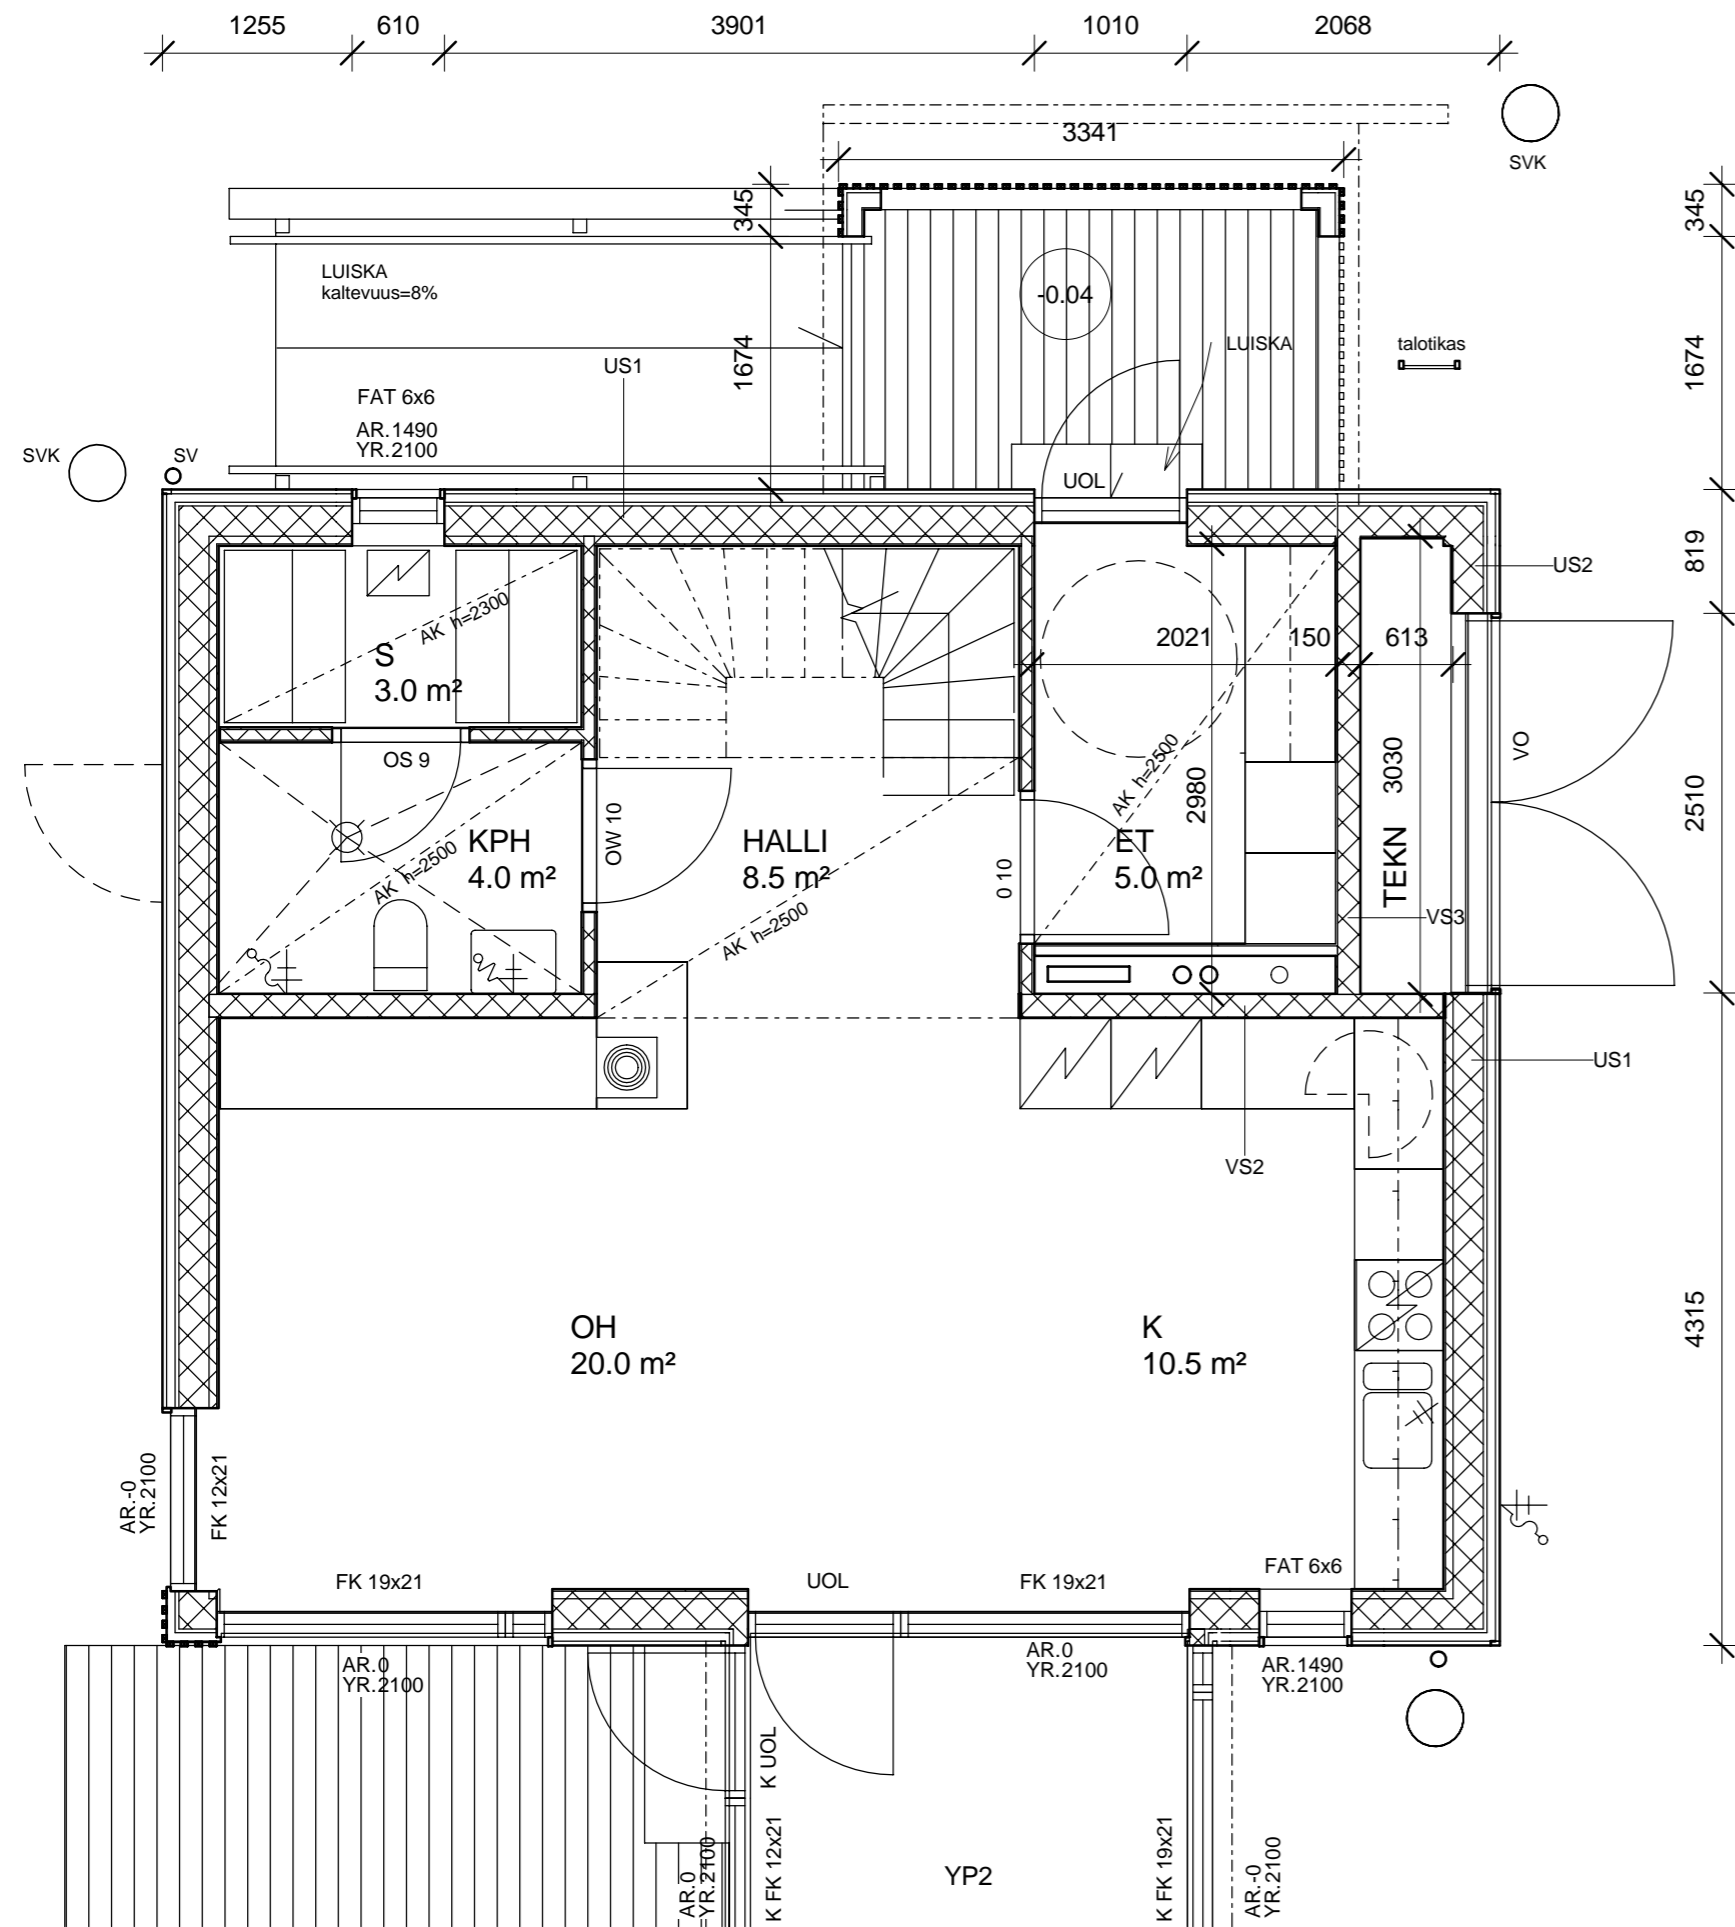 1255
610
3901
1010
2068
SVK
3341
345
345
LUISKA
kaltevuus=8%
-0.04
1674
LUISKA
talotikas
1674
US1
FAT 6x6
AR.1490
YR.2100
SVK
SV
UOL
819
US2
AK h=2300
S
3.0 m²
2021
150
613
OS 9
VO
AK h=2500
2980
3030
2510
OW 10
KPH
4.0 m²
AK h=2500
HALLI
8.5 m²
0 10
ET
5.0 m²
TEKN
VS3
AK h=2500
US1
VS2
OH
20.0 m²
K
10.5 m²
4315
AR.-0
YR.2100
FK 12x21
FK 19x21
UOL
FK 19x21
FAT 6x6
AR.0
YR.2100
AR.0
YR.2100
AR.1490
YR.2100
K UOL
AR.0
YR.2100
K FK 12x21
YP2
K FK 19x21
AR.-0
YR.2100